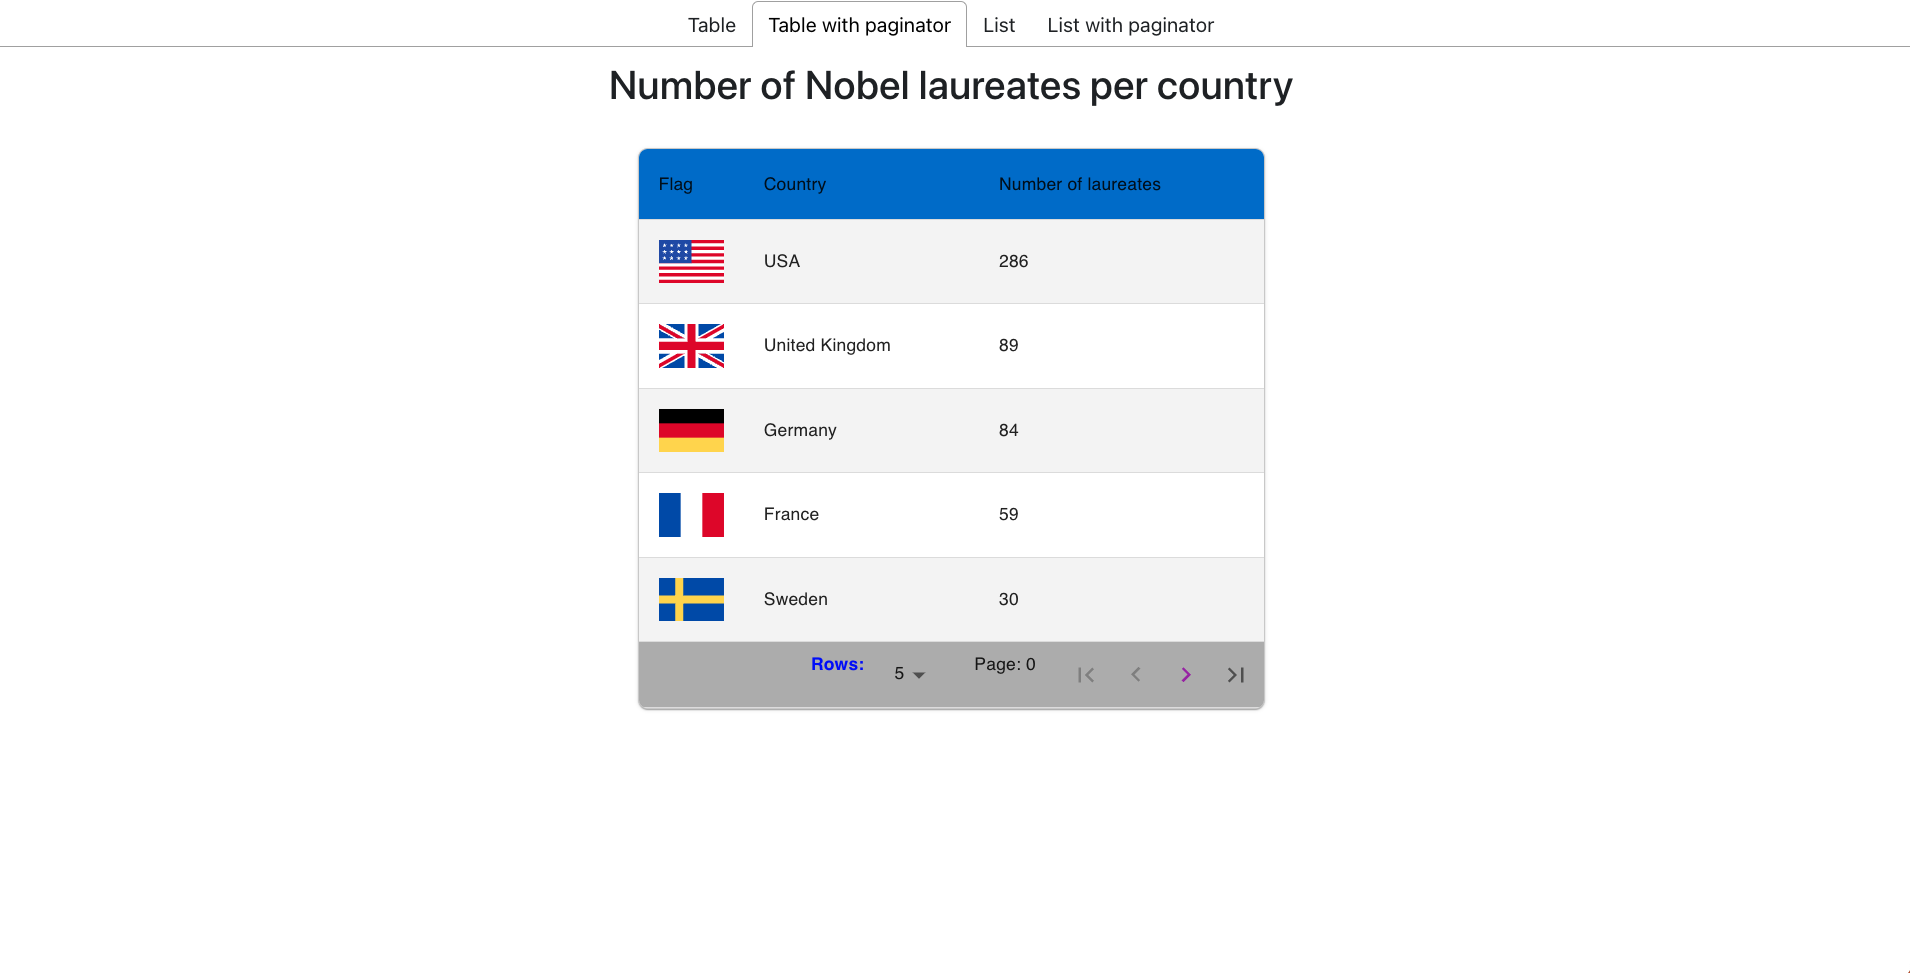 Table Table with paginator List List with paginator
Number of Nobel laureates per country
Flag Country Number of laureates
USA 286
United Kingdom 89
Germany 84
France 59
Sweden 30
Rows: 5 Page: 0